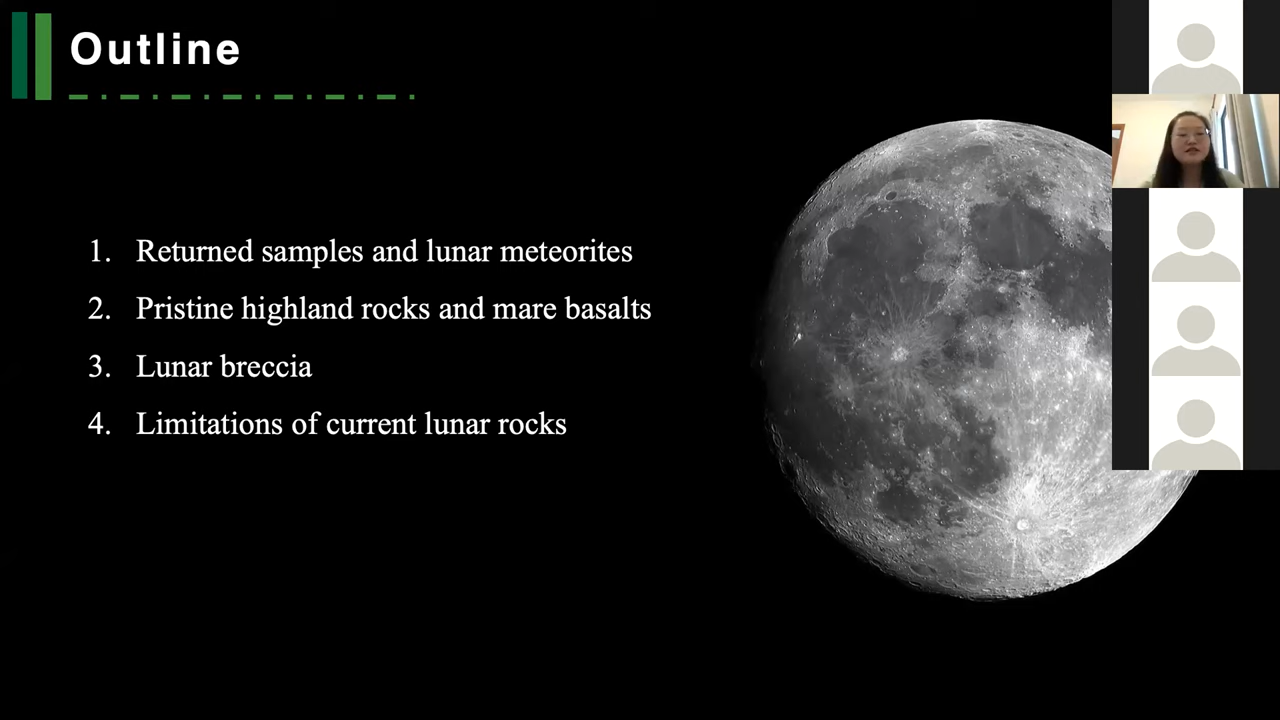 Outline
1. Returned samples and lunar meteorites
2. Pristine highland rocks and mare basalts
3. Lunar breccia
4. Limitations of current lunar rocks